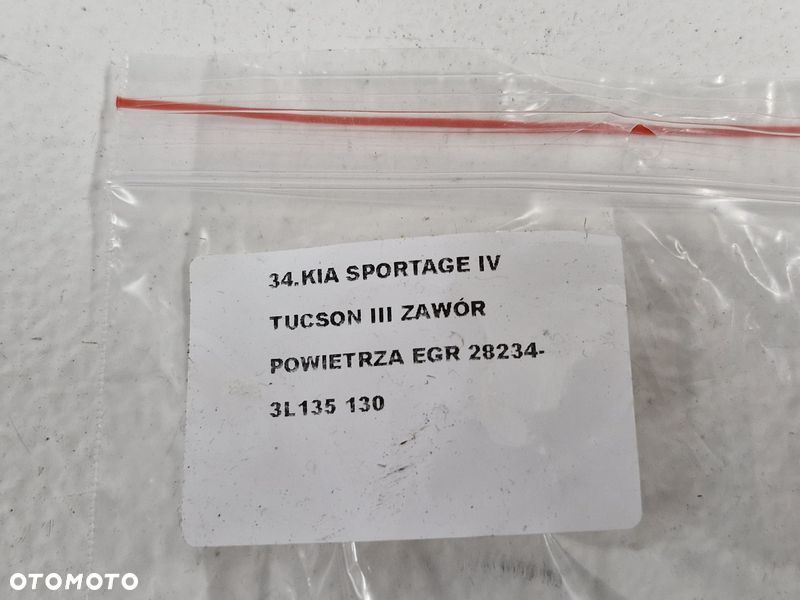 34.KIA SPORTAGE IV
TUCSON III ZAWÓR
POWIETRZA EGR 28234-
3L135 130
OTOMOTO